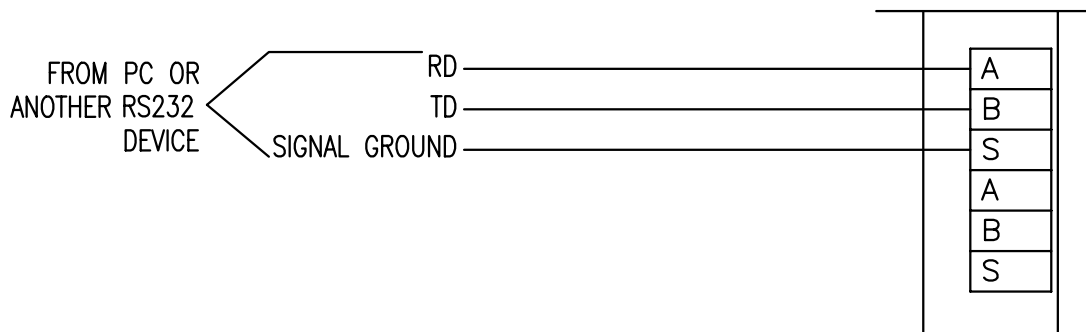 FROM PC OR
ANOTHER RS232
DEVICE
RD
TD
SIGNAL GROUND
A
B
S
A
B
S